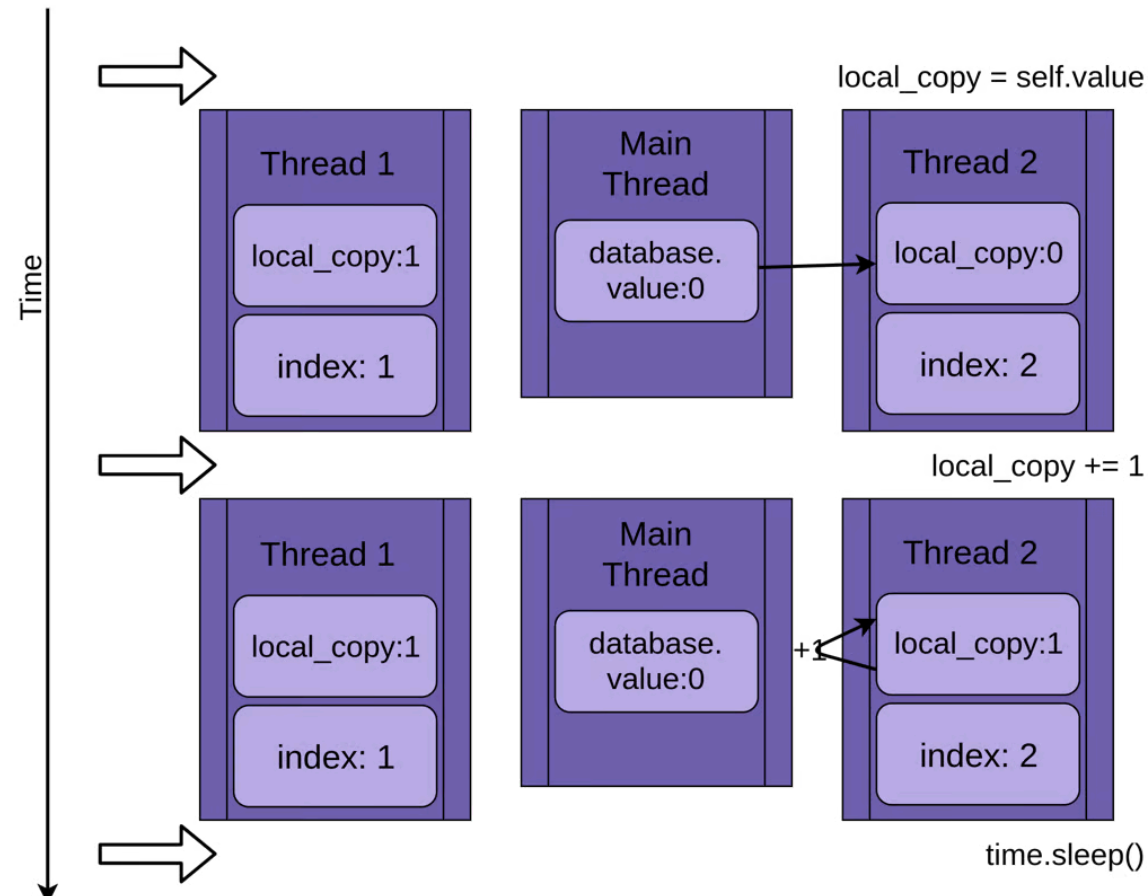 Time
local_copy = self.value
Thread 1
local_copy:1
index: 1
Main
Thread
database.
value:0
Thread 2
local_copy:0
index: 2
local_copy += 1
Thread 1
local_copy:1
index: 1
Main
Thread
database.
value:0
+1
Thread 2
local_copy:1
index: 2
time.sleep()